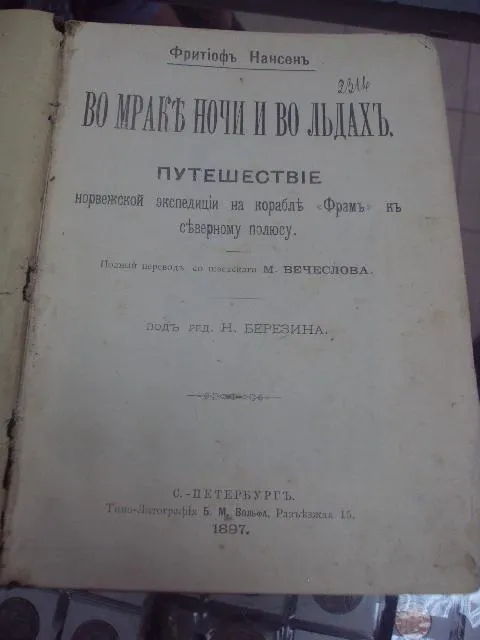 Фритіофъ Нансенъ
2314
ВО МРАКѢ НОЧИ И ВО ЛЬДАХЪ.
ПУТЕШЕСТВІЕ
норвежской экспедиціи на кораблѣ «Фрамъ» къ
сѣверному полюсу.
Полный переводъ со шведскаго М. ВЕЧЕСЛОВА.
ПОДЪ РЕД. Н. БЕРЕЗИНА.
С.-ПЕТЕРБУРГЪ.
Типо-Литографія Б. М. Вольфа, Разъѣзжая 15.
1897.